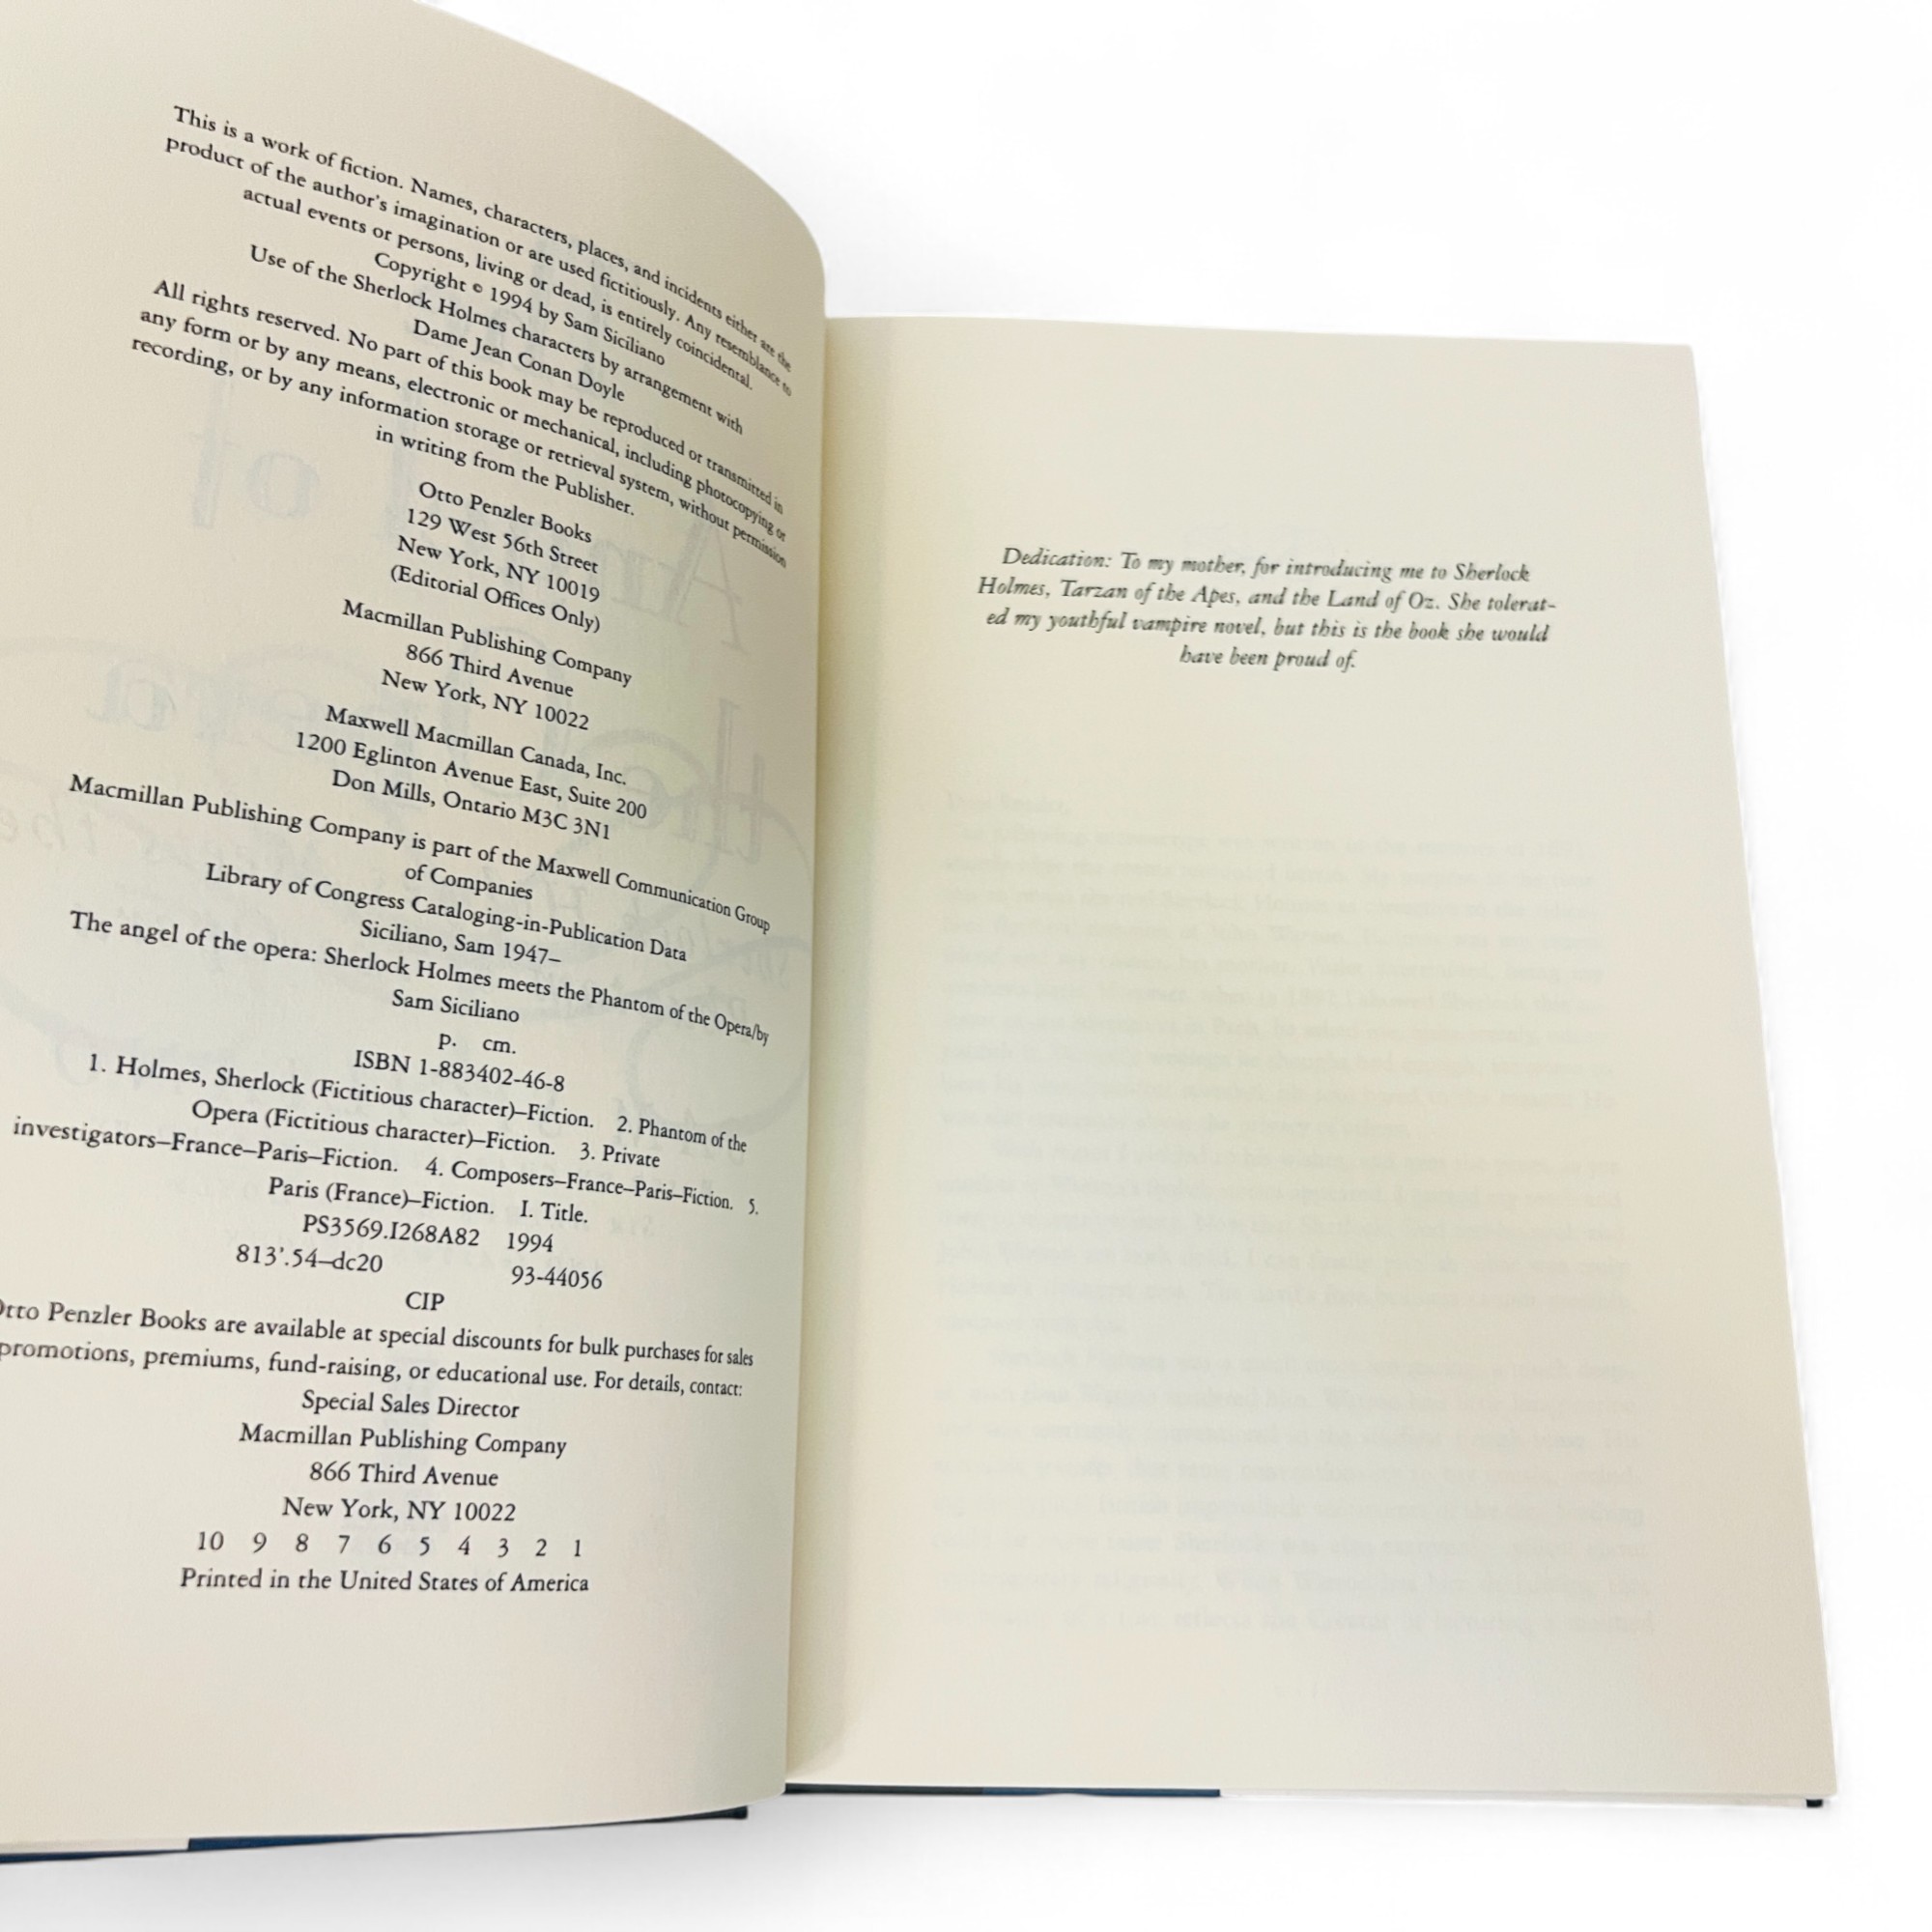 This is a work of fiction. Names, characters, places, and incidents either are the
product of the author's imagination or are used fictitiously. Any resemblance to
actual events or persons, living or dead, is entirely coincidental.
Copyright © 1994 by Sam Siciliano
Use of the Sherlock Holmes characters by arrangement with
Dame Jean Conan Doyle
All rights reserved. No part of this book may be reproduced or transmitted in
any form or by any means, electronic or mechanical, including photocopying or
recording, or by any information storage or retrieval system, without permission
in writing from the Publisher.
Otto Penzler Books
129 West 56th Street
New York, NY 10019
(Editorial Offices Only)
Macmillan Publishing Company
866 Third Avenue
New York, NY 10022
Maxwell Macmillan Canada, Inc.
1200 Eglinton Avenue East, Suite 200
Don Mills, Ontario M3C 3N1
Macmillan Publishing Company is part of the Maxwell Communication Group
of Companies
Library of Congress Cataloging-in-Publication Data
Siciliano, Sam 1947–
The angel of the opera: Sherlock Holmes meets the Phantom of the Opera/by
Sam Siciliano
p. cm.
ISBN 1-883402-46-8
1. Holmes, Sherlock (Fictitious character)–Fiction. 2. Phantom of the
Opera (Fictitious character)–Fiction. 3. Private
investigators–France–Paris–Fiction. 4. Composers–France–Paris–Fiction. 5.
Paris (France)–Fiction. I. Title.
PS3569.I268A82 1994
813'.54–dc20 93-44056
CIP
Otto Penzler Books are available at special discounts for bulk purchases for sales
promotions, premiums, fund-raising, or educational use. For details, contact:
Special Sales Director
Macmillan Publishing Company
866 Third Avenue
New York, NY 10022
10 9 8 7 6 5 4 3 2 1
Printed in the United States of America
Dedication: To my mother, for introducing me to Sherlock
Holmes, Tarzan of the Apes, and the Land of Oz. She tolerat-
ed my youthful vampire novel, but this is the book she would
have been proud of.